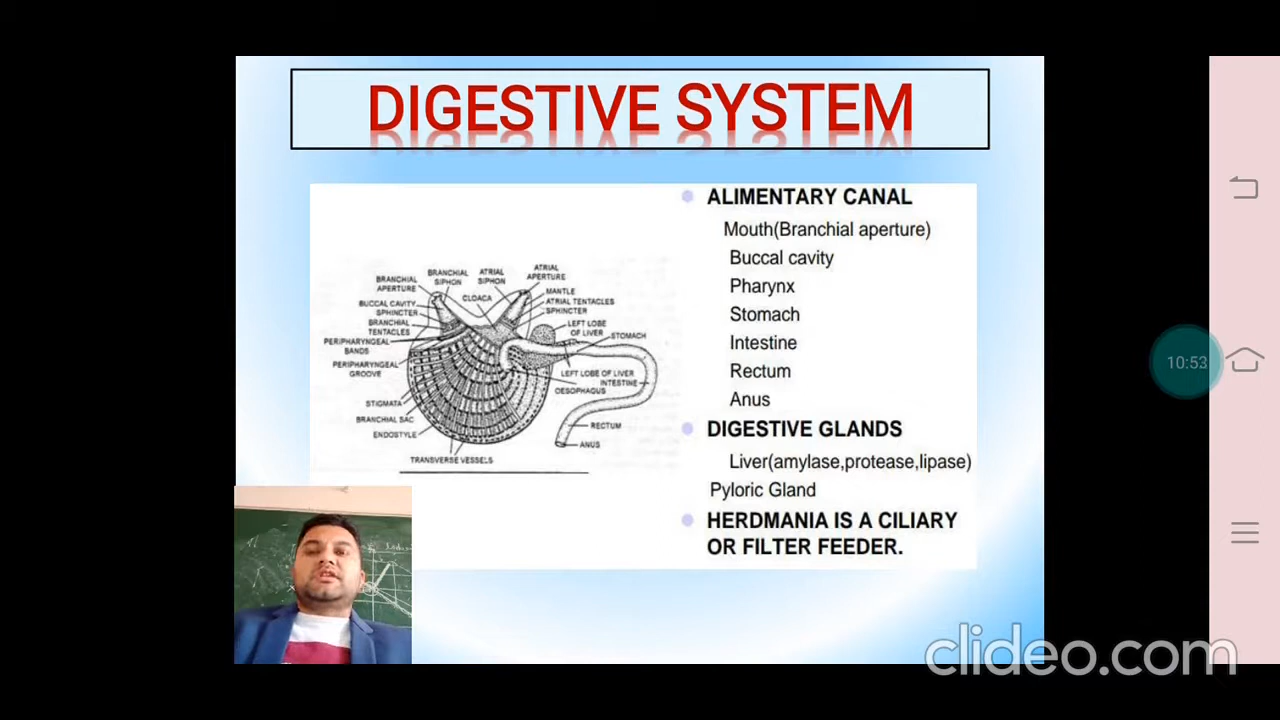 DIGESTIVE SYSTEM
BRANCHIAL APERTURE
BRANCHIAL SIPHON
ATRIAL SIPHON
ATRIAL APERTURE
CLOACA
BUCCAL CAVITY
SPHINCTER
BRANCHIAL TENTACLES
PERIPHARYNGEAL BANDS
PERIPHARYNGEAL GROOVE
STIGMATA
BRANCHIAL SAC
ENDOSTYLE
TRANSVERSE VESSELS
MANTLE
ATRIAL TENTACLES
SPHINCTER
LEFT LOBE OF LIVER
STOMACH
LEFT LOBE OF LIVER
INTESTINE
OESOPHAGUS
RECTUM
ANUS
ALIMENTARY CANAL
Mouth(Branchial aperture)
Buccal cavity
Pharynx
Stomach
Intestine
Rectum
Anus
DIGESTIVE GLANDS
Liver(amylase,protease,lipase)
Pyloric Gland
HERDMANIA IS A CILIARY
OR FILTER FEEDER.
10:53
clideo.com